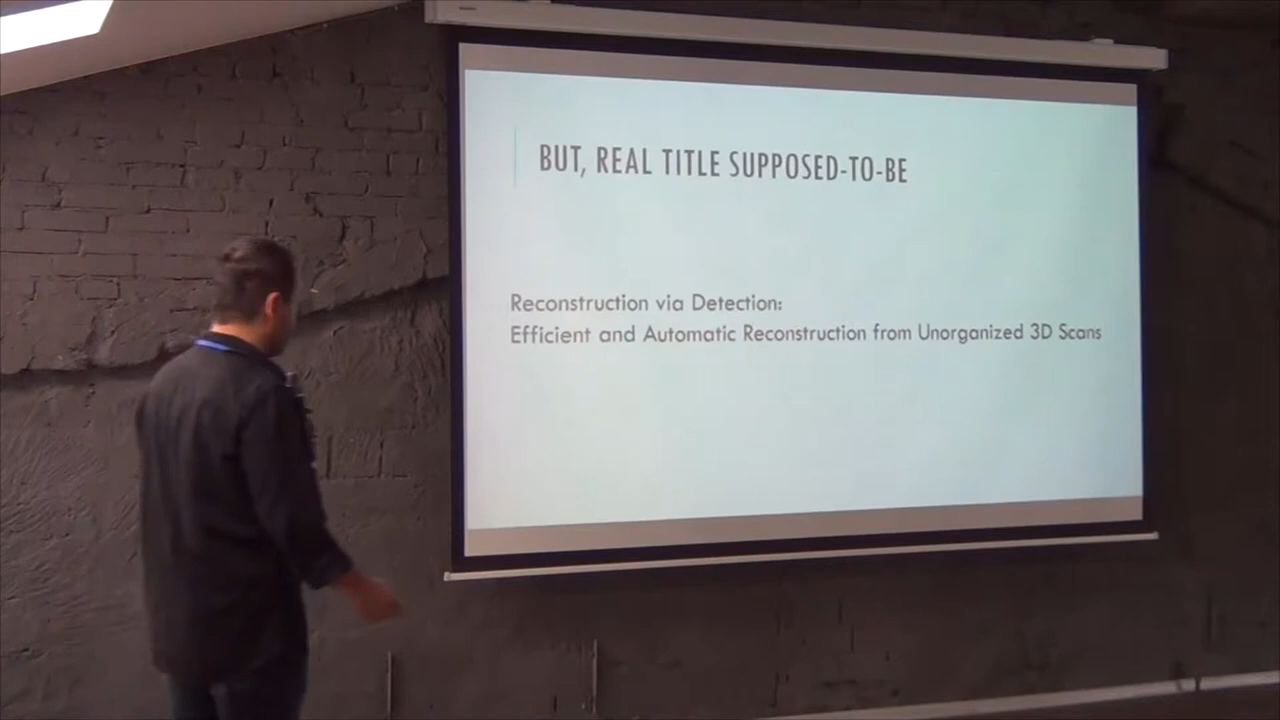 BUT, REAL TITLE SUPPOSED-TO-BE
Reconstruction via Detection:
Efficient and Automatic Reconstruction from Unorganized 3D Scans